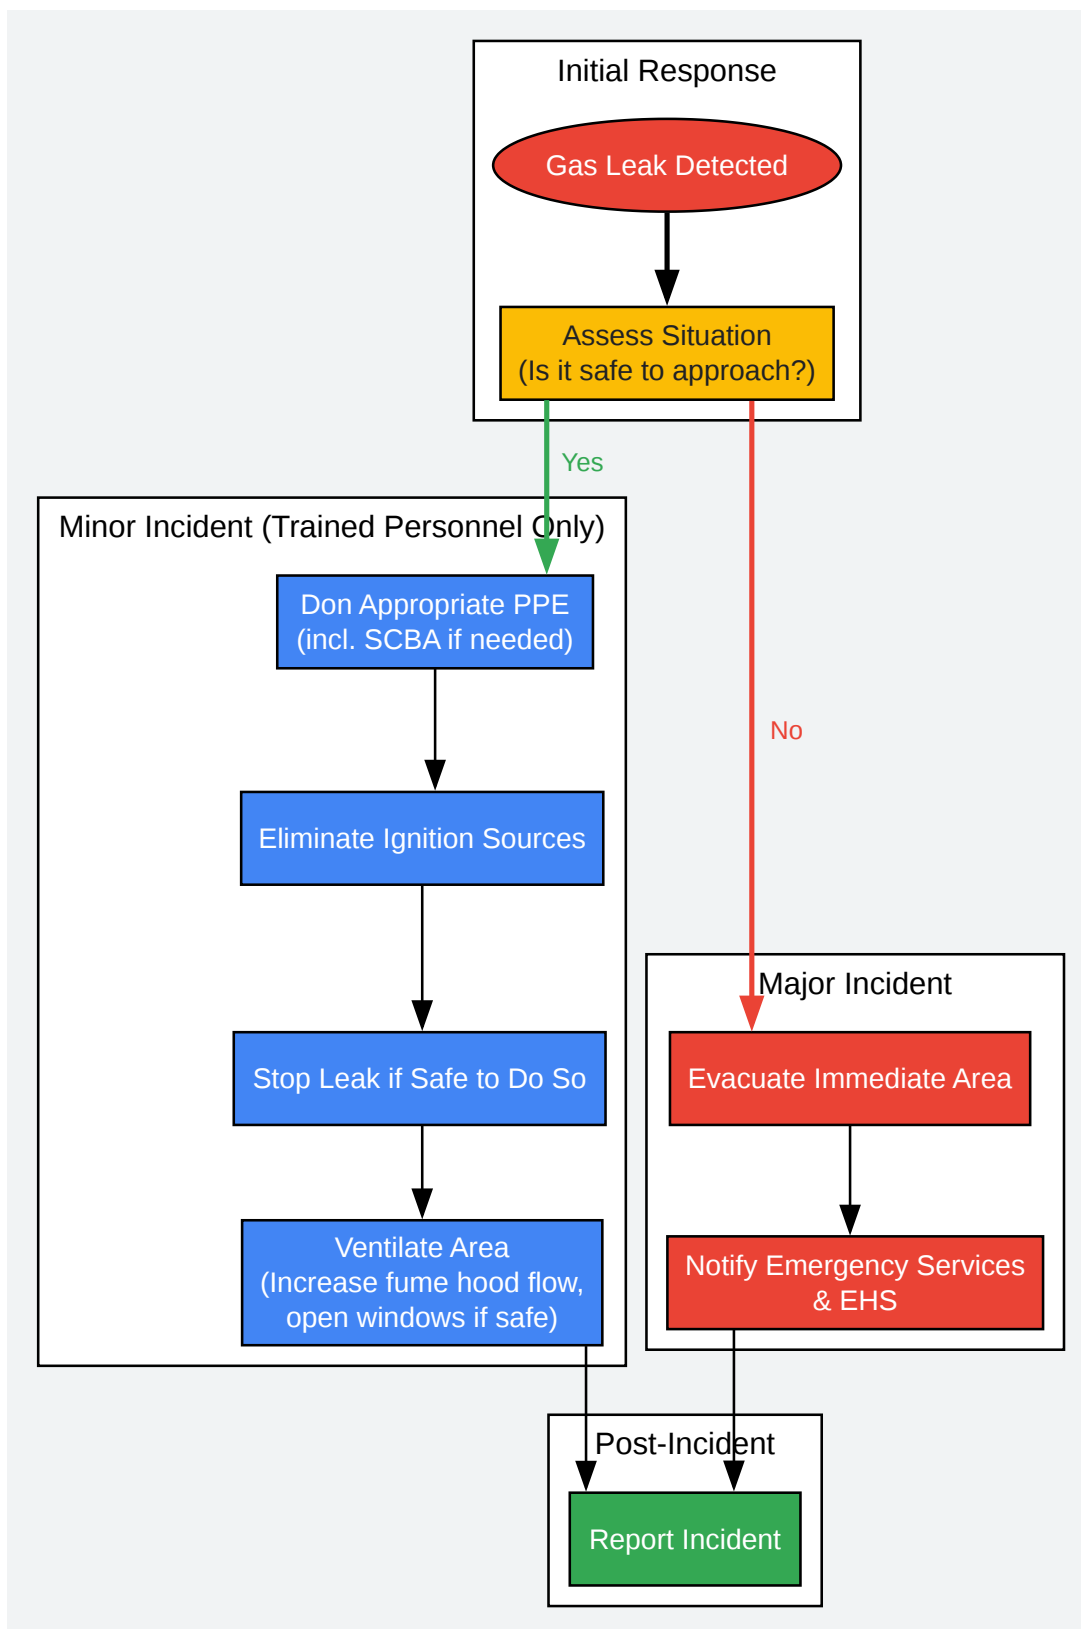 Initial Response
Gas Leak Detected
Assess Situation
(Is it safe to approach?)
Yes
Minor Incident (Trained Personnel Only)
Don Appropriate PPE
(incl. SCBA if needed)
No
Eliminate Ignition Sources
Major Incident
Stop Leak if Safe to Do So
Evacuate Immediate Area
Ventilate Area
(Increase fume hood flow,
open windows if safe)
Notify Emergency Services
& EHS
Post-Incident
Report Incident